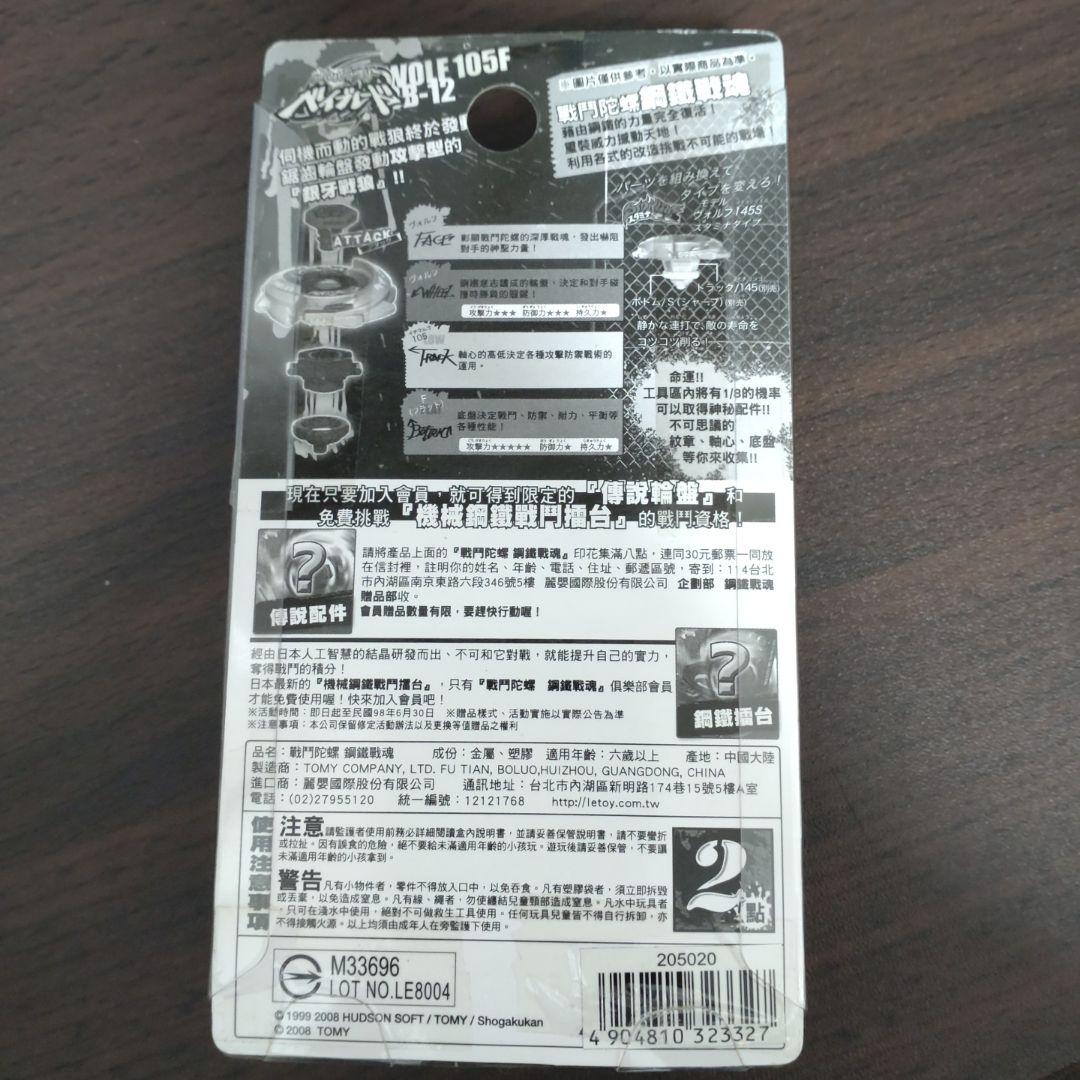 WOLF 105F
ベイブレード B-12
伺機而動的戰狼終於發
鋸齒輪盤發動攻擊型的
『銀牙戰狼』!!
ATTACK
※圖片僅供參考,以實際商品為準。
戰鬥陀螺鋼鐵戰魂
藉由鋼鐵的力量完全復活!
重裝威力撼動天地!
利用各式的改造挑戰不可能的戰場!
パーツを組み換えて
タイプを変えろ!
モデル
ヴォルフ145S
スタミナタイプ
トラック/145(別売)
ボトム/S(シャープ)(別売)
静かな連打で、敵の寿命を
コツコツ削る!
ヴォルフ
FACE
影顯戰鬥陀螺的深厚戰魂,發出嚇阻
對手的神聖力量!
ヴォルフ
WHEEL
鋼鐵意志鑄成的輪盤,決定和對手碰
撞時勝負的關鍵!
攻擊力★★★ 防御力★★★ 持久力★
105
TRACK
軸心的高低決定各種攻擊防禦戰術的
運用。
F
(フラット)
BOTTOM
底盤決定戰鬥、防禦、耐力、平衡等
各種性能!
攻擊力★★★★★ 防御力★ 持久力★
命運!!
工具區內將有1/8的機率
可以取得神秘配件!!
不可思議的
紋章、軸心、底盤
等你來收集!!
現在只要加入會員,就可得到限定的『傳說輪盤』和
免費挑戰『機械鋼鐵戰鬥擂台』的戰鬥資格!
?
傳說配件
請將產品上面的『戰鬥陀螺 鋼鐵戰魂』印花集滿八點,連同30元郵票一同放
在信封裡,註明你的姓名、年齡、電話、住址、郵遞區號,寄到:114台北
市內湖區南京東路六段346號5樓 麗嬰國際股份有限公司 企劃部 鋼鐵戰魂
贈品部收。
會員贈品數量有限,要趕快行動喔!
經由日本人工智慧的結晶研發而出、不可和它對戰,就能提升自己的實力,
奪得戰鬥的積分!
日本最新的『機械鋼鐵戰鬥擂台』,只有『戰鬥陀螺 鋼鐵戰魂』俱樂部會員
才能免費使用喔!快來加入會員吧!
※活動時間:即日起至民國98年6月30日 ※贈品樣式、活動實施以實際公告為準
※注意事項:本公司保留修定活動辦法以及更換等值贈品之權利
?
鋼鐵擂台
品名:戰鬥陀螺 鋼鐵戰魂 成份:金屬、塑膠 適用年齡:六歲以上 產地:中國大陸
製造商:TOMY COMPANY, LTD. FU TIAN, BOLUO,HUIZHOU, GUANGDONG, CHINA
進口商:麗嬰國際股份有限公司 通訊地址:台北市內湖區新明路174巷15號5樓A室
電話:(02)27955120 統一編號:12121768 http://letoy.com.tw
使用注意事項
注意 請監護者使用前務必詳細閱讀盒內說明書,並請妥善保管說明書,請不要彎折
或拉扯。因有誤食的危險,絕不要給未滿適用年齡的小孩玩。遊玩後請妥善保管,不要讓
未滿適用年齡的小孩拿到。
警告 凡有小物件者,零件不得放入口中,以免吞食。凡有塑膠袋者,須立即拆毀
或丟棄,以免造成窒息。凡有線、繩者,勿使纏結兒童頸部造成窒息。凡水中玩具者
,只可在淺水中使用,絕對不可做救生工具使用。任何玩具兒童皆不得自行拆卸,亦
不得接觸火源。以上均須由成年人在旁監護下使用。
2點
M33696
LOT NO.LE8004
205020
© 1999 2008 HUDSON SOFT / TOMY / Shogakukan
© 2008 TOMY
4 904810 323327